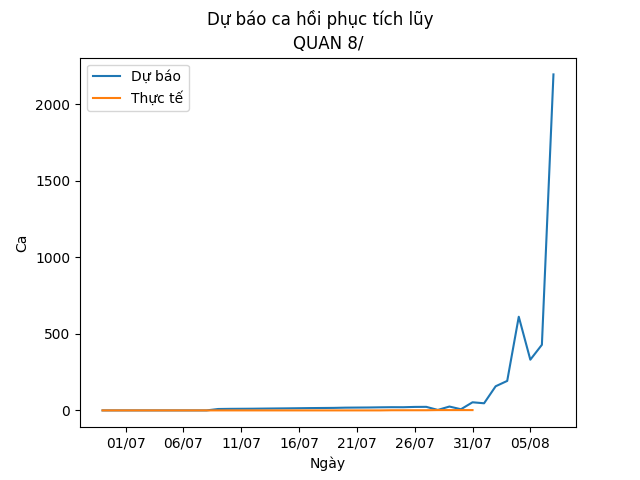 Dự báo ca hồi phục tích lũy
QUAN 8/
Dự báo
Thực tế
2000
1500
1000
500
0
Ca
01/07 06/07 11/07 16/07 21/07 26/07 31/07 05/08
Ngày